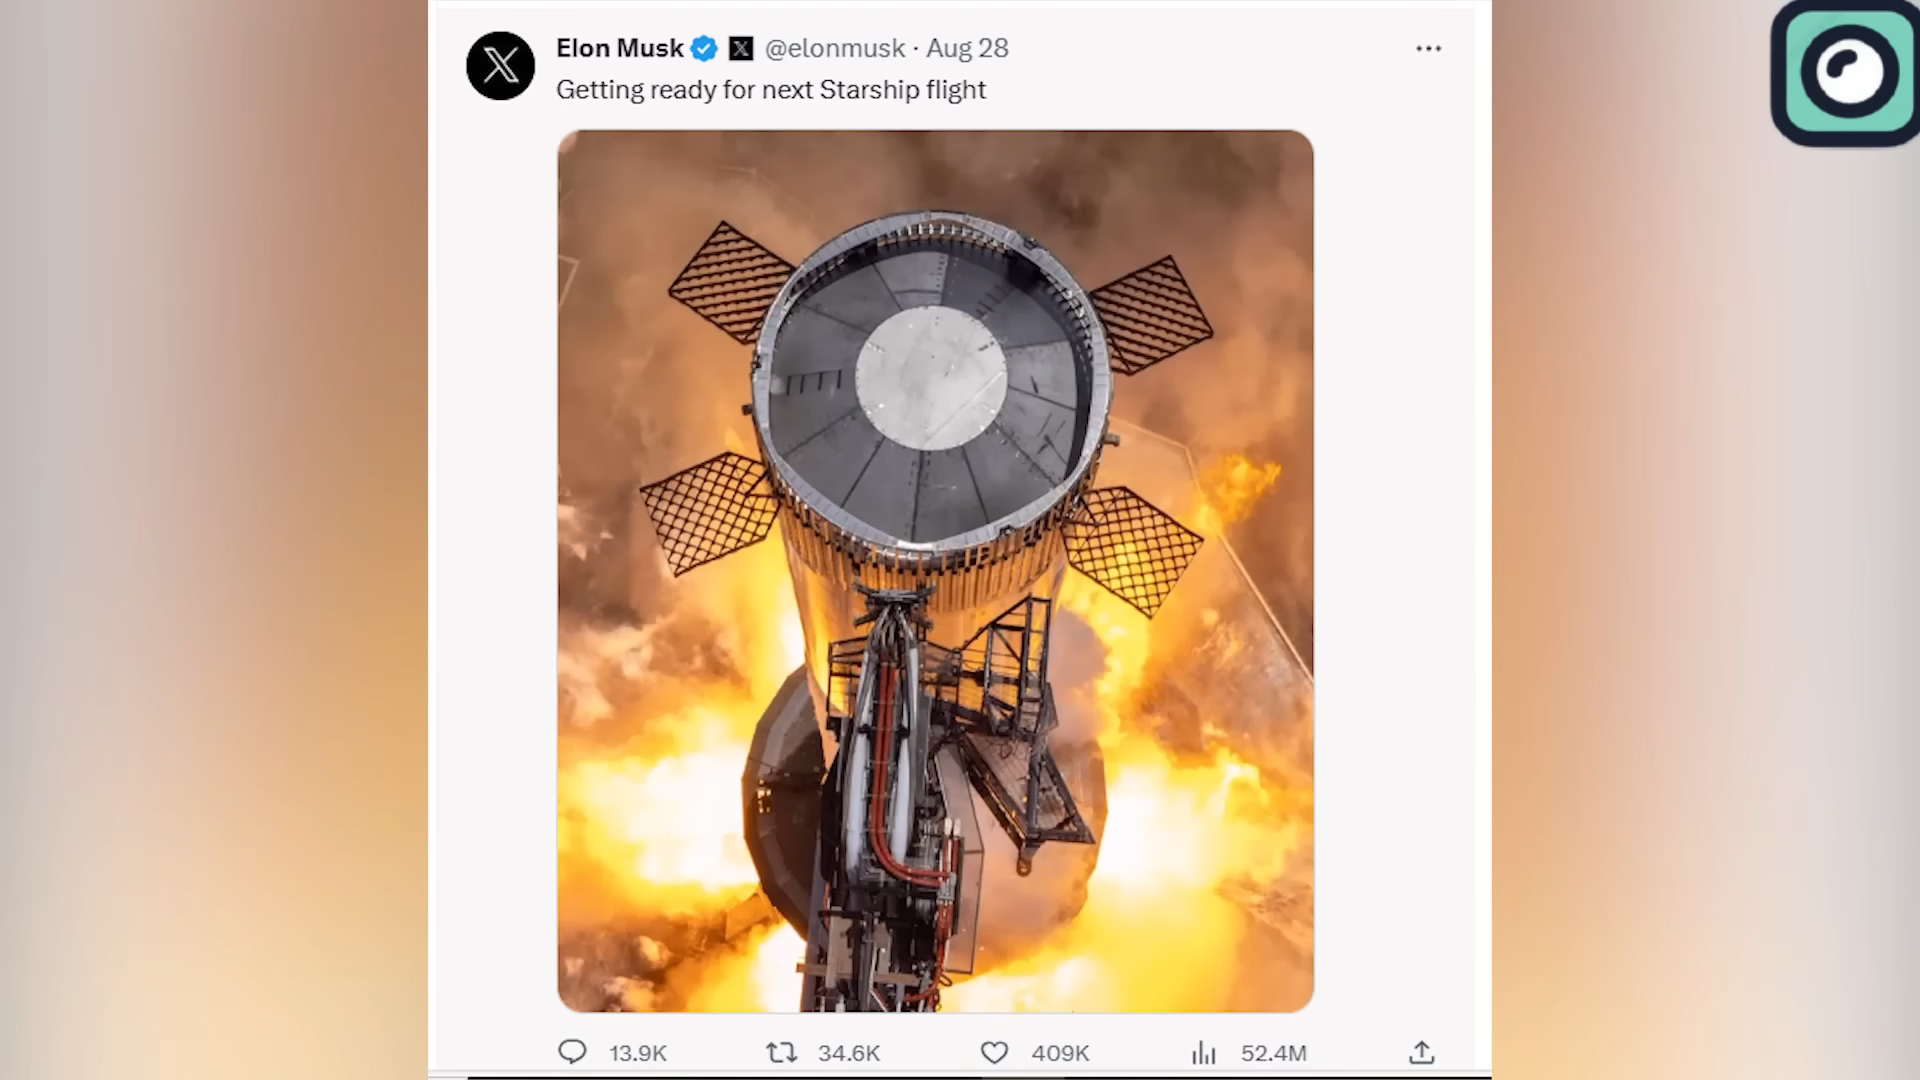 Elon Musk @elonmusk · Aug 28
Getting ready for next Starship flight
13.9K 34.6K 409K 52.4M